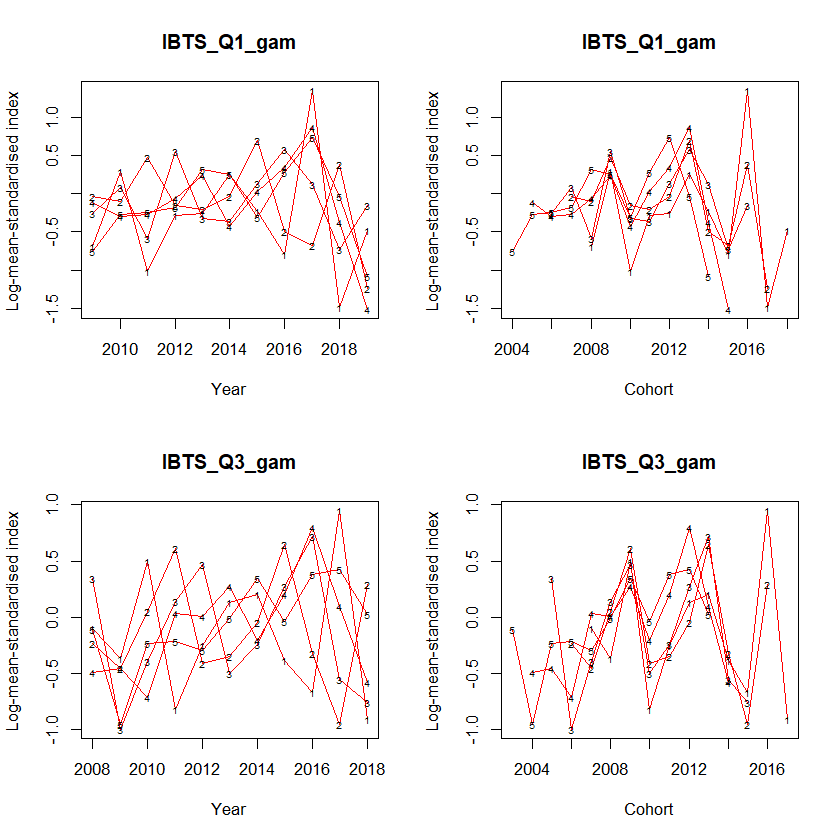 IBTS_Q1_gam
Log-mean-standardised index
1.0
0.5
-0.5
-1.5
2010 2012 2014 2016 2018
Year
IBTS_Q1_gam
Log-mean-standardised index
1.0
0.5
-0.5
-1.5
2004 2008 2012 2016
Cohort
IBTS_Q3_gam
Log-mean-standardised index
1.0
0.5
0.0
-0.5
-1.0
2008 2010 2012 2014 2016 2018
Year
IBTS_Q3_gam
Log-mean-standardised index
1.0
0.5
0.0
-0.5
-1.0
2004 2008 2012 2016
Cohort